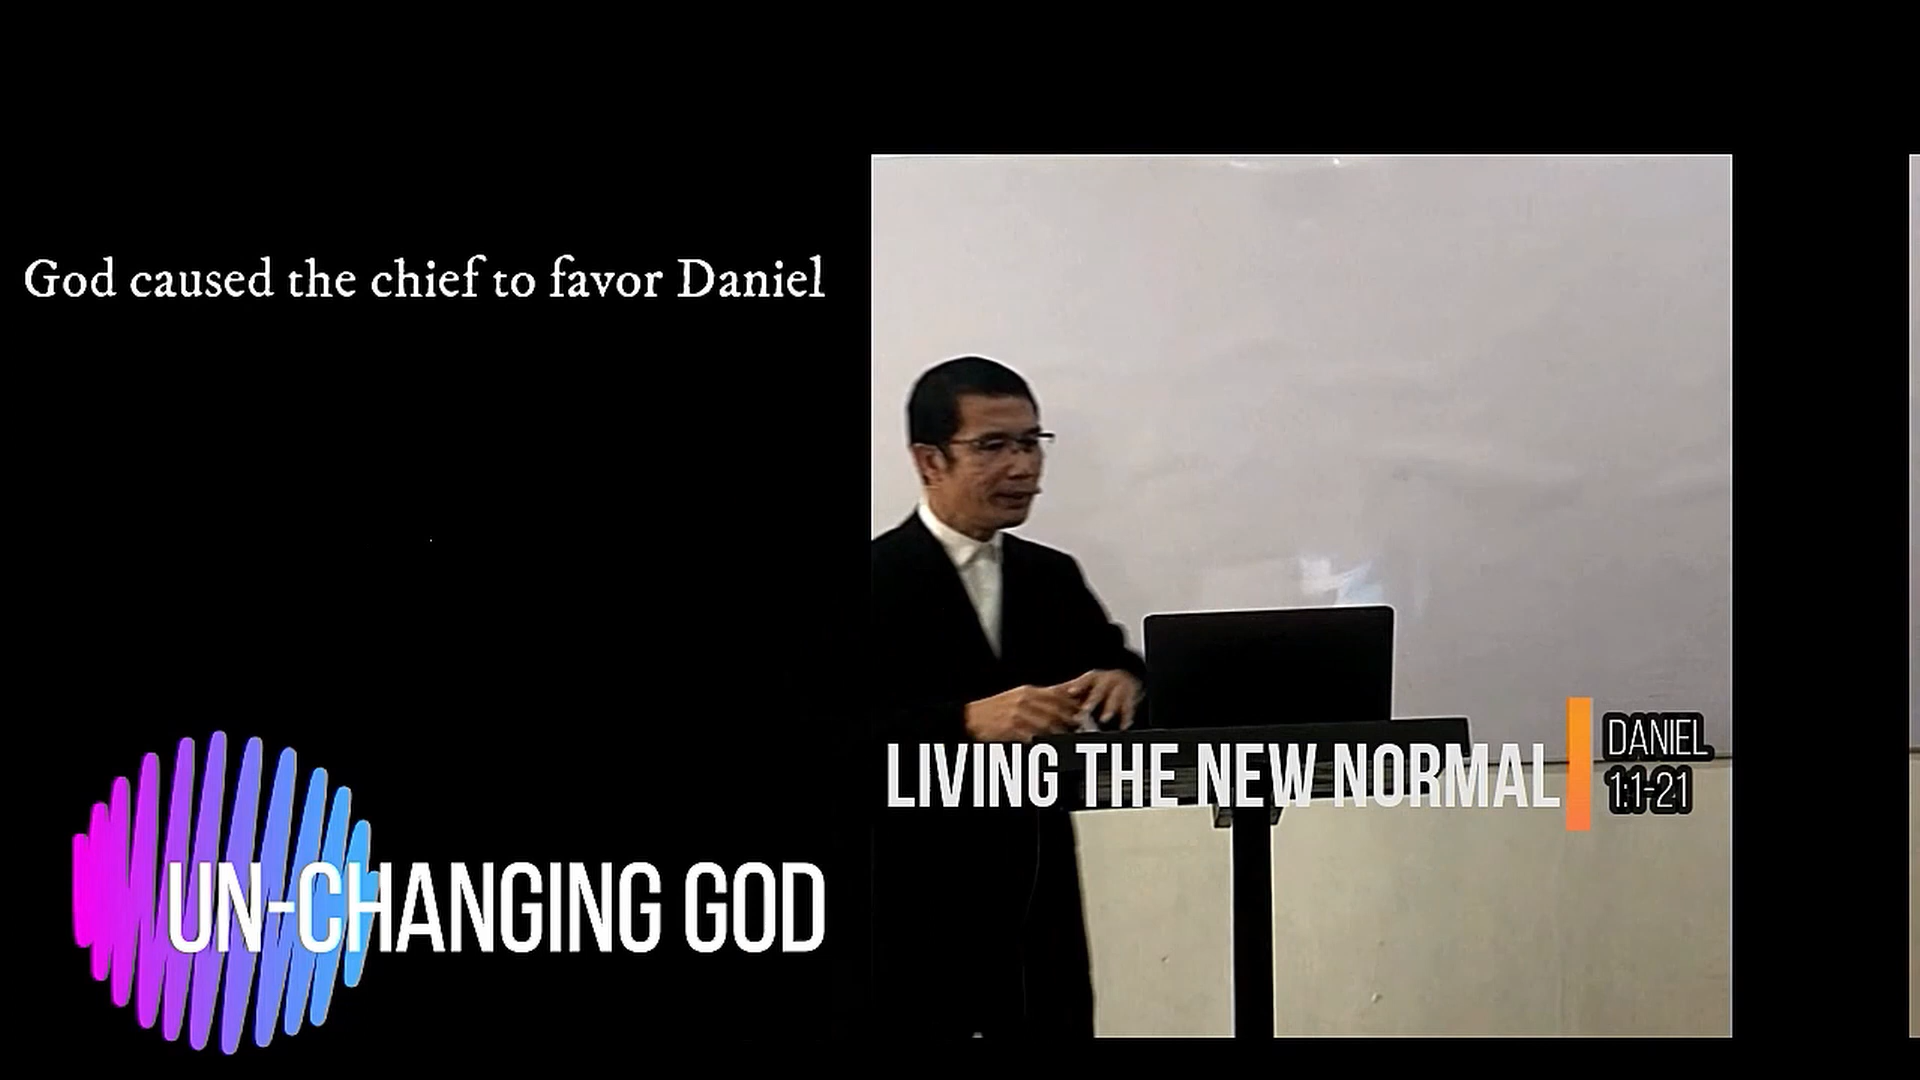 God caused the chief to favor Daniel
LIVING THE NEW NORMAL
DANIEL
1:1-21
UN-CHANGING GOD